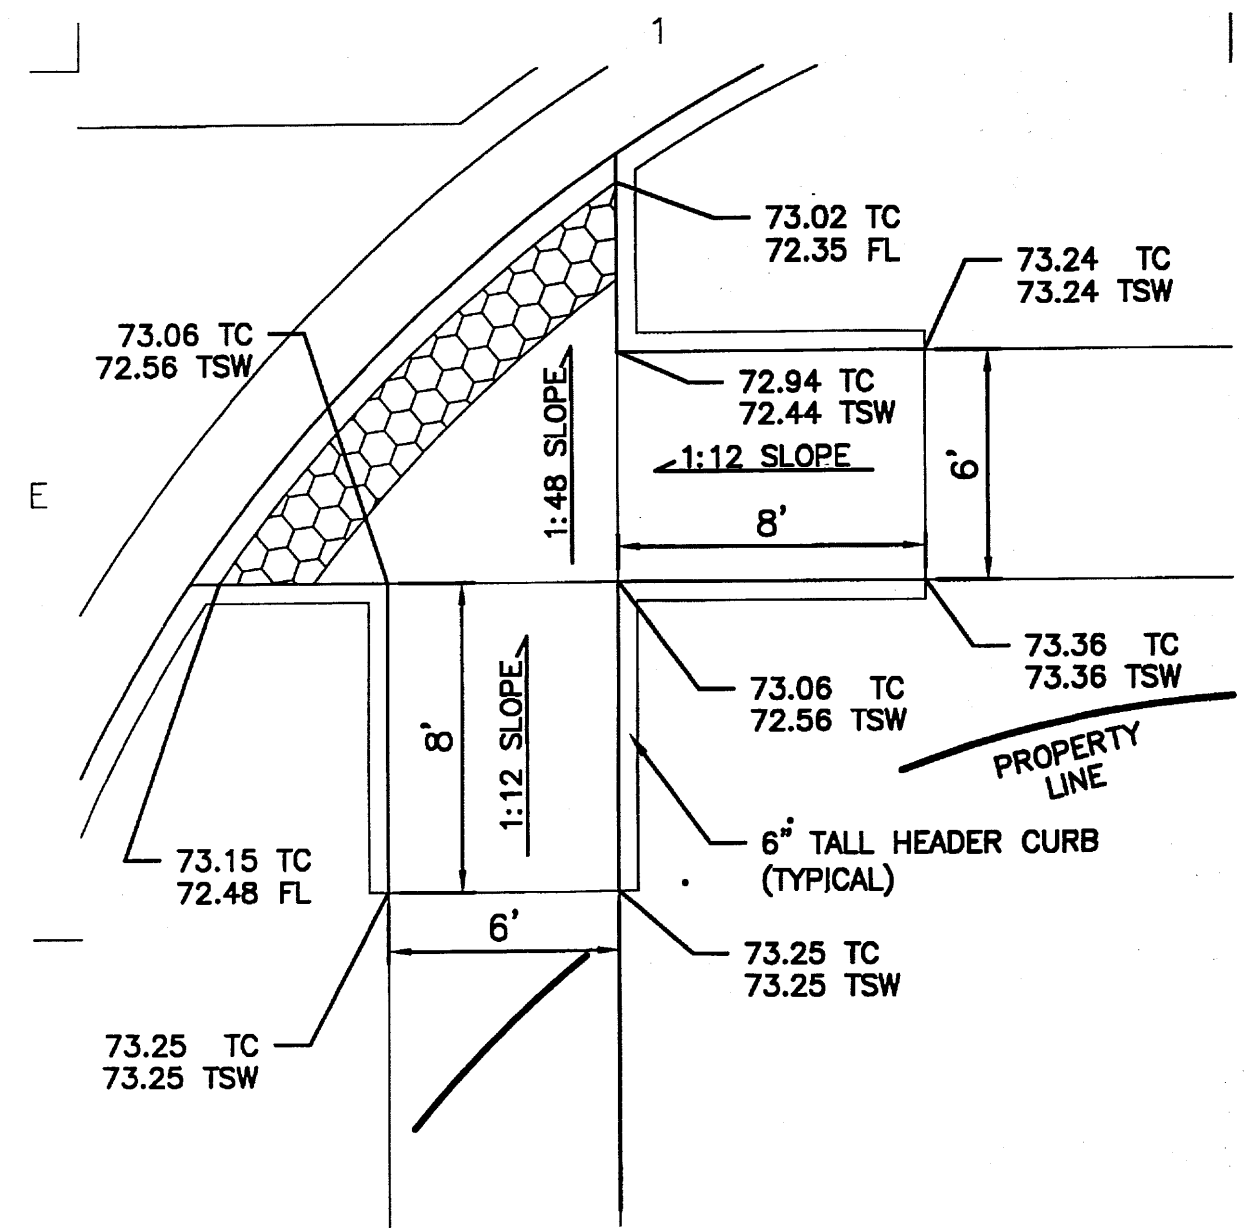 1
73.02 TC
72.35 FL
73.24 TC
73.24 TSW
73.06 TC
72.56 TSW
72.94 TC
72.44 TSW
1:48 SLOPE
1:12 SLOPE
6'
E
8'
73.36 TC
73.36 TSW
73.06 TC
72.56 TSW
1:12 SLOPE
8'
PROPERTY
LINE
6" TALL HEADER CURB
(TYPICAL)
73.15 TC
72.48 FL
6'
73.25 TC
73.25 TSW
73.25 TC
73.25 TSW